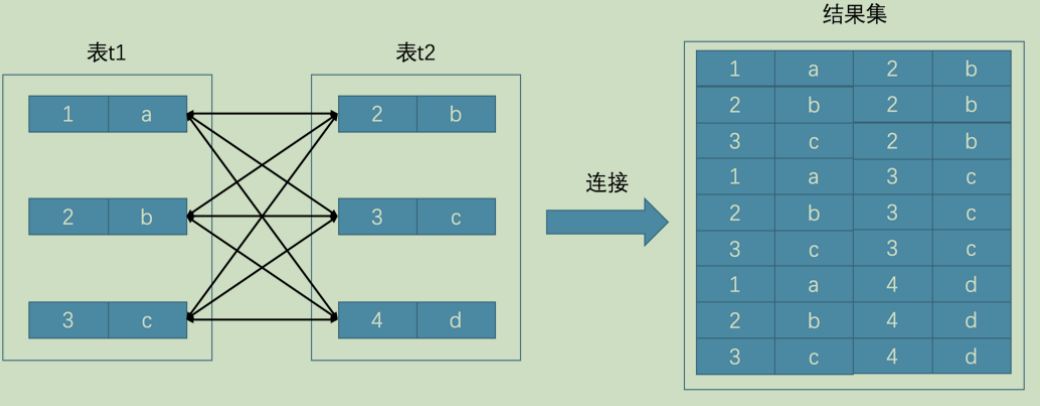 结果集
表t1
表t2
1 a
2 b
2 b
3 c
3 c
4 d
连接
1 a 2 b
2 b 2 b
3 c 2 b
1 a 3 c
2 b 3 c
3 c 3 c
1 a 4 d
2 b 4 d
3 c 4 d